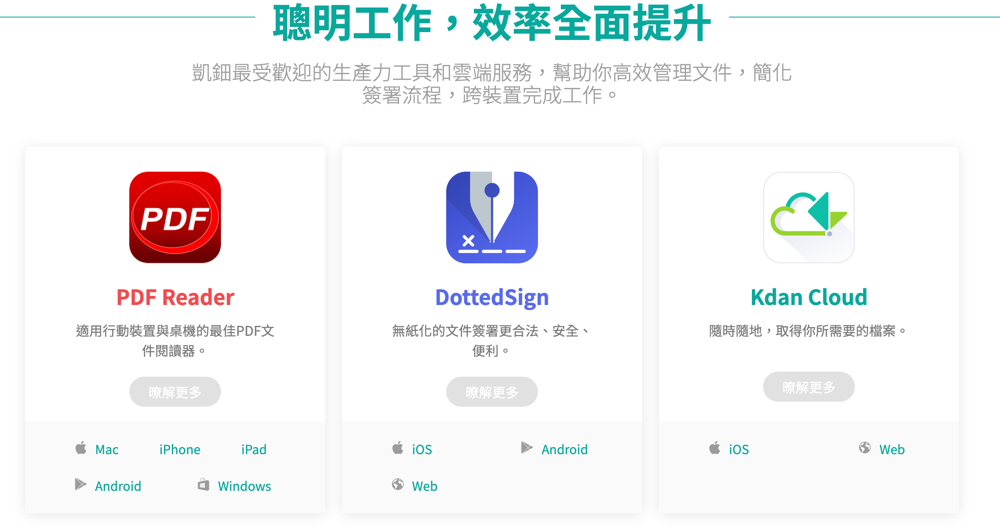 聰明工作，效率全面提升
凱鈿最受歡迎的生產力工具和雲端服務，幫助你高效管理文件，簡化
簽署流程，跨裝置完成工作。
PDF
PDF Reader
適用行動裝置與桌機的最佳PDF文
件閱讀器。
瞭解更多
Mac iPhone iPad
Android Windows
DottedSign
無紙化的文件簽署更合法、安全、
便利。
瞭解更多
iOS Android
Web
Kdan Cloud
隨時隨地，取得你所需要的檔案。
瞭解更多
iOS Web